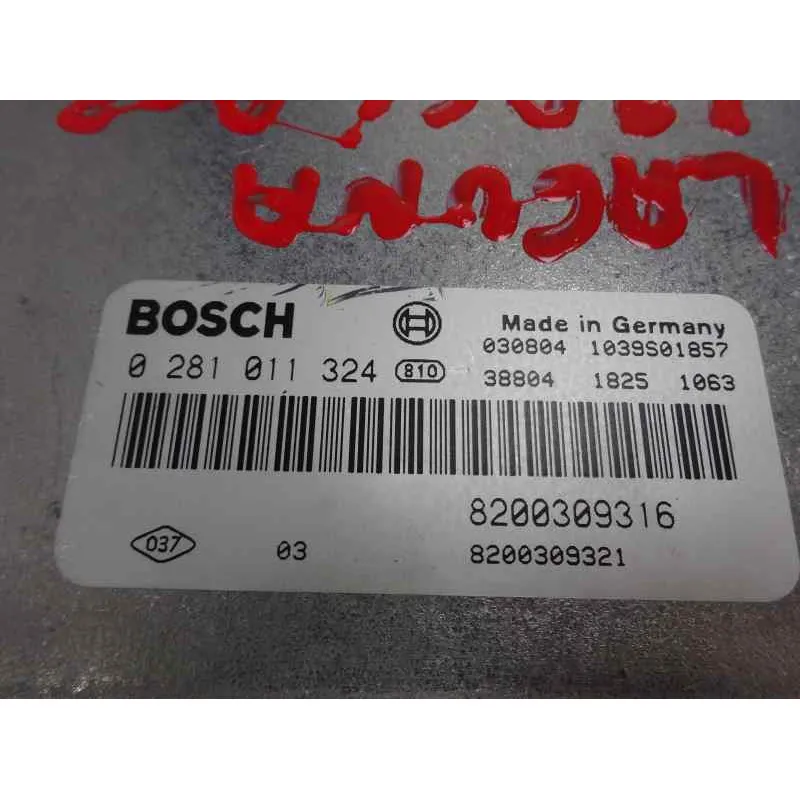 LAGUNA
BOSCH Made in Germany
030804 1039S01857
0 281 011 324 810 38804 1825 1063
8200309316
037 03 8200309321